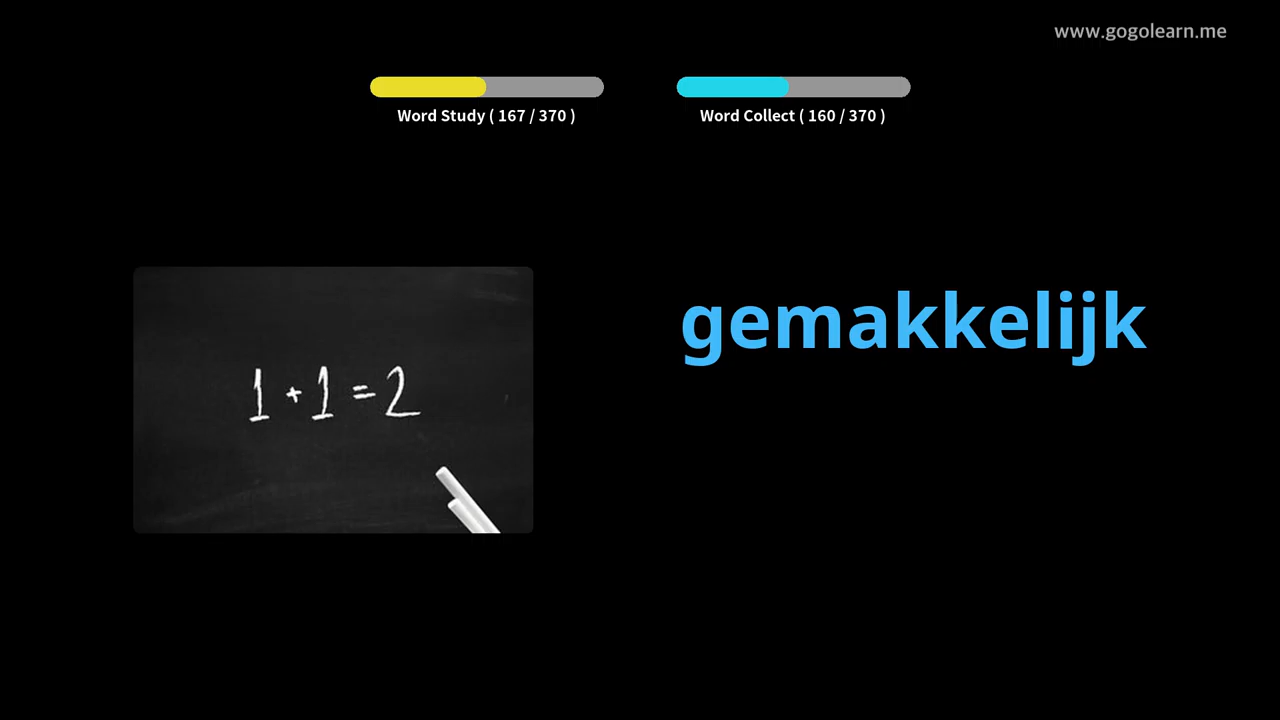 www.gogolearn.me
Word Study ( 167 / 370 )
Word Collect ( 160 / 370 )
gemakkelijk
1 + 1 = 2